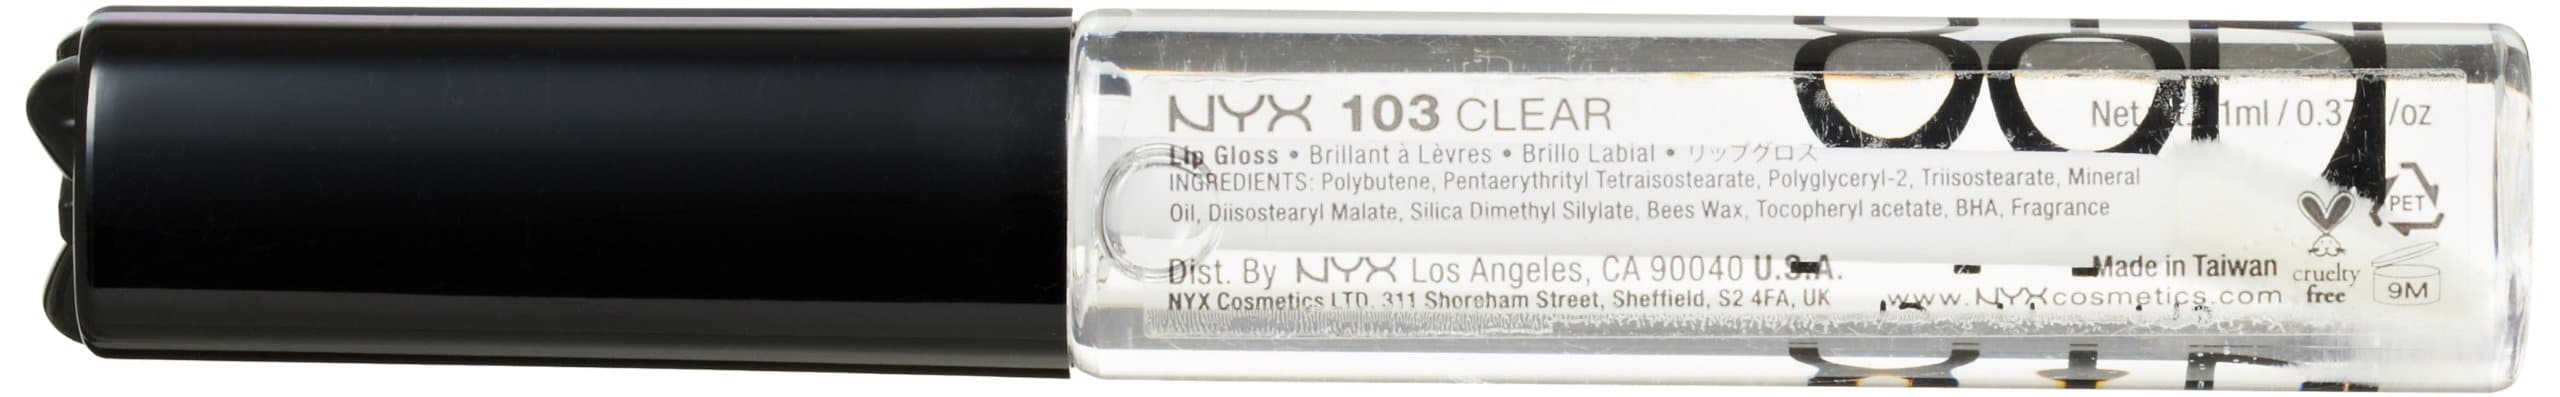 NYX 103 CLEAR
Net 1ml / 0.37 /oz
Lip Gloss • Brillant à Lèvres • Brillo Labial • リップグロス
INGREDIENTS: Polybutene, Pentaerythrityl Tetraisostearate, Polyglyceryl-2, Triisostearate, Mineral
Oil, Diisostearyl Malate, Silica Dimethyl Silylate, Bees Wax, Tocopheryl acetate, BHA, Fragrance
PET
Dist. By NYX Los Angeles, CA 90040 U.S.A.
Made in Taiwan
NYX Cosmetics LTD. 311 Shoreham Street, Sheffield, S2 4FA, UK
www.NYXcosmetics.com
cruelty
free
9M